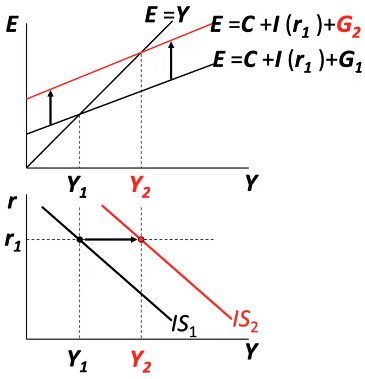 E
E =Y
E =C +I (r₁ )+G₂
E =C +I (r₁ )+G₁
Y₁
Y₂
Y
r
r₁
IS₁
IS₂
Y₁
Y₂
Y